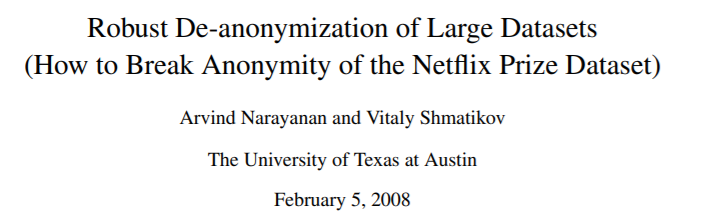 Robust De-anonymization of Large Datasets
(How to Break Anonymity of the Netflix Prize Dataset)
Arvind Narayanan and Vitaly Shmatikov
The University of Texas at Austin
February 5, 2008